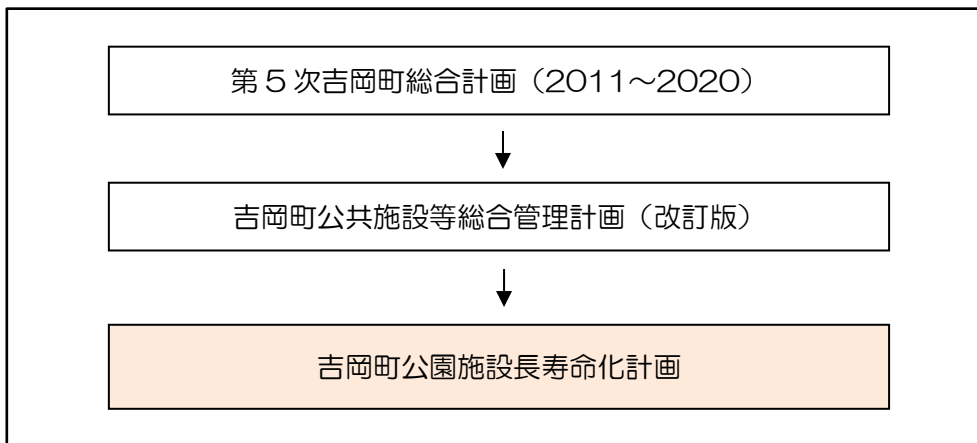 第５次吉岡町総合計画（2011～2020）
吉岡町公共施設等総合管理計画（改訂版）
吉岡町公園施設長寿命化計画